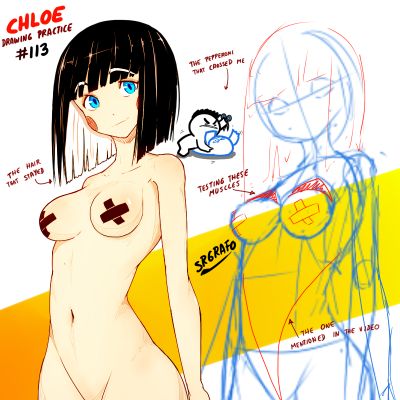 CHLOE
DRAWING PRACTICE
#113
THE PEPPERONI
THAT CROSSED ME
THE HAIR
THAT STAYED
TESTING THESE
MUSCLES
SRGRAFO
THE ONE
MENTIONED IN THE VIDEO